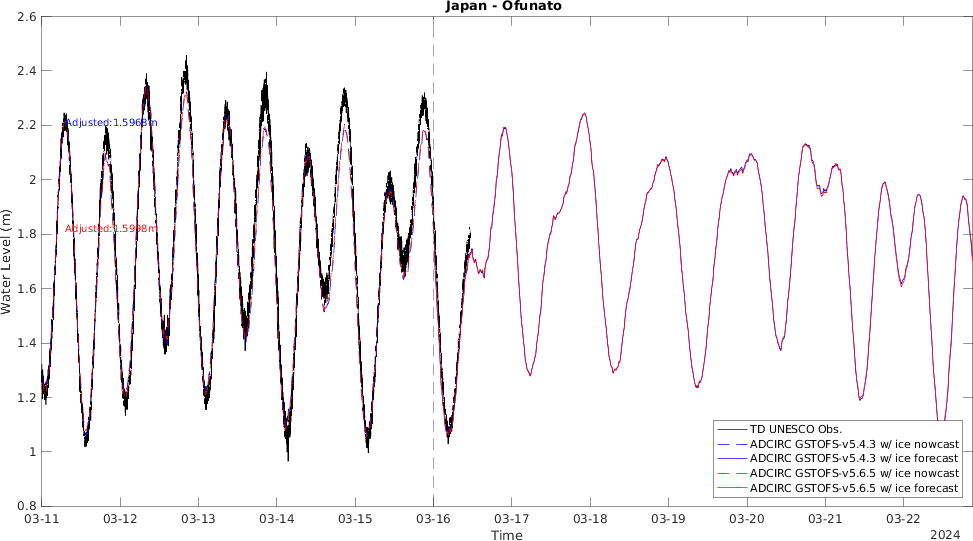 Japan - Ofunato
2.6
2.4
2.2
2
1.8
1.6
1.4
1.2
1
0.8
Water Level (m)
Adjusted:1.5968m
Adjusted:1.5998m
TD UNESCO Obs.
ADCIRC GSTOFS-v5.4.3 w/ ice nowcast
ADCIRC GSTOFS-v5.4.3 w/ ice forecast
ADCIRC GSTOFS-v5.6.5 w/ ice nowcast
ADCIRC GSTOFS-v5.6.5 w/ ice forecast
03-11 03-12 03-13 03-14 03-15 03-16 03-17 03-18 03-19 03-20 03-21 03-22
Time
2024